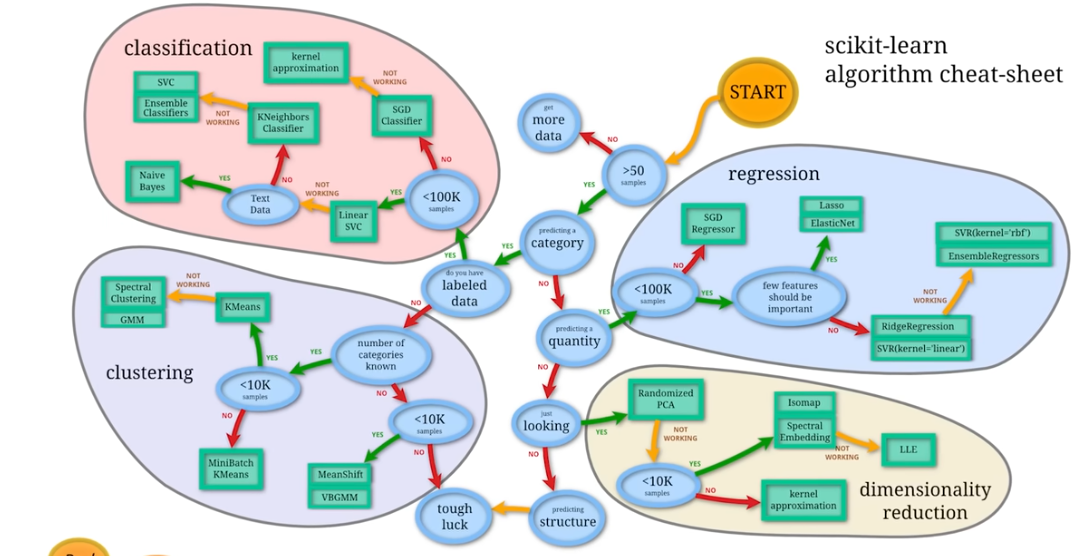 scikit-learn
algorithm cheat-sheet
START
classification
kernel
approximation
SVC
Ensemble
Classifiers
NOT
WORKING
KNeighbors
Classifier
NOT
WORKING
SGD
Classifier
NO
Naive
Bayes
YES
Text
Data
NO
NOT
WORKING
Linear
SVC
YES
<100K
samples
get
more
data
NO
>50
samples
YES
predicting a
category
YES
NO
do you have
labeled
data
YES
NO
predicting a
quantity
YES
NO
just
looking
YES
NO
predicting
structure
tough
luck
regression
SGD
Regressor
NO
<100K
samples
YES
few features
should be
important
YES
NO
Lasso
ElasticNet
SVR(kernel='rbf')
EnsembleRegressors
NOT
WORKING
RidgeRegression
SVR(kernel='linear')
clustering
Spectral
Clustering
GMM
NOT
WORKING
KMeans
YES
<10K
samples
NO
MiniBatch
KMeans
number of
categories
known
YES
NO
<10K
samples
YES
NO
MeanShift
VBGMM
dimensionality
reduction
Randomized
PCA
NOT
WORKING
<10K
samples
YES
NO
Isomap
Spectral
Embedding
NOT
WORKING
LLE
kernel
approximation